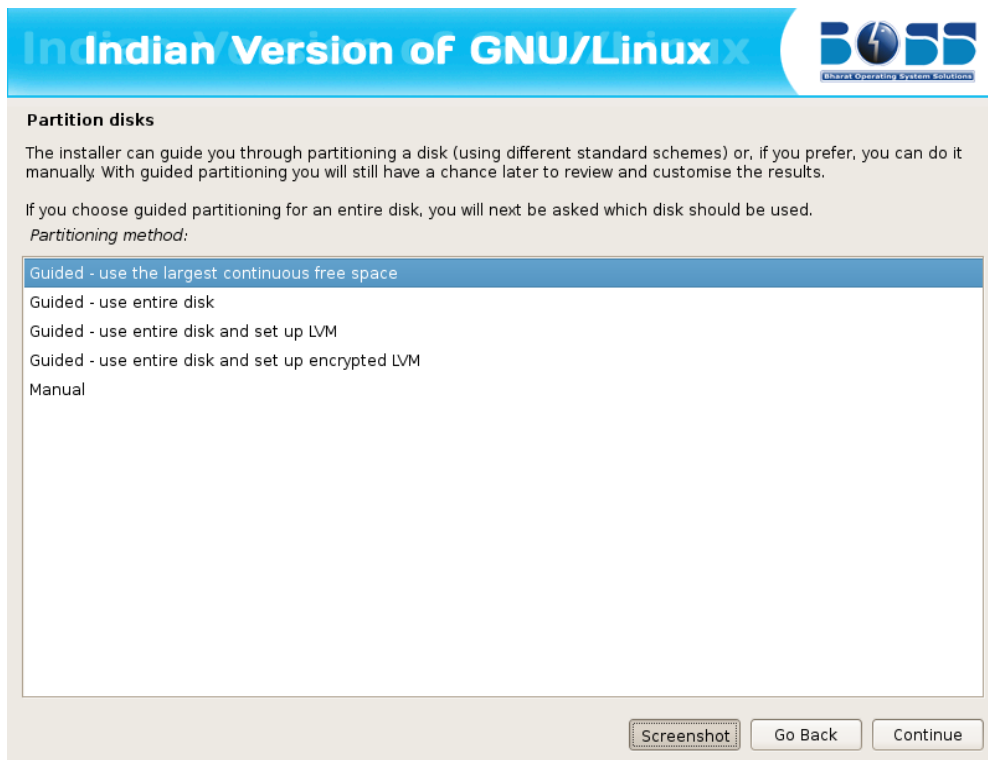 Indian Version of GNU/Linux
BOSS
Bharat Operating System Solutions
Partition disks
The installer can guide you through partitioning a disk (using different standard schemes) or, if you prefer, you can do it
manually. With guided partitioning you will still have a chance later to review and customise the results.
If you choose guided partitioning for an entire disk, you will next be asked which disk should be used.
Partitioning method:
Guided - use the largest continuous free space
Guided - use entire disk
Guided - use entire disk and set up LVM
Guided - use entire disk and set up encrypted LVM
Manual
Screenshot Go Back Continue